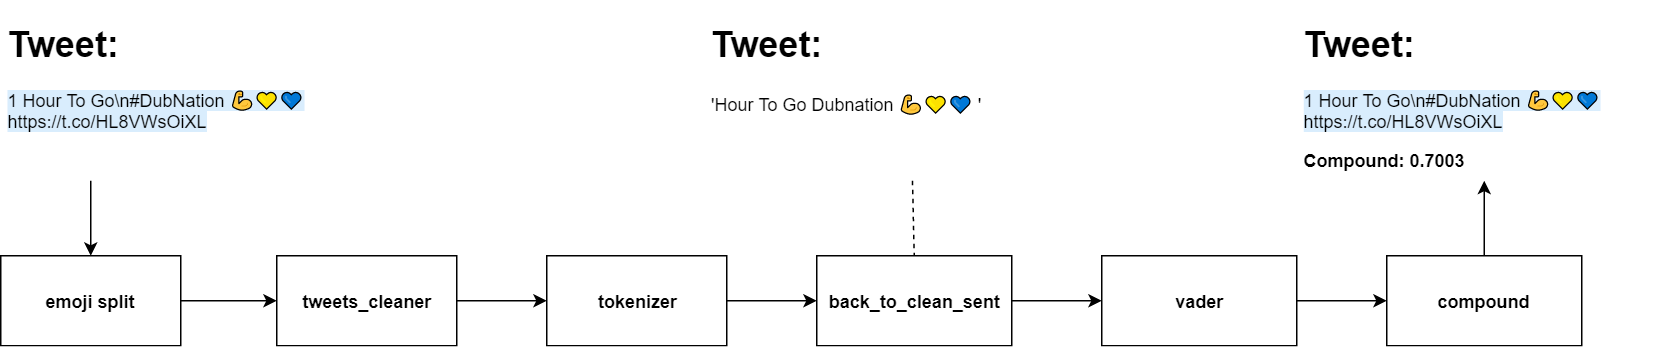 Tweet:
1 Hour To Go\n#DubNation 💪💛💙
https://t.co/HL8VWsOiXL
Tweet:
'Hour To Go Dubnation 💪💛💙 '
Tweet:
1 Hour To Go\n#DubNation 💪💛💙
https://t.co/HL8VWsOiXL
Compound: 0.7003
emoji split
tweets_cleaner
tokenizer
back_to_clean_sent
vader
compound